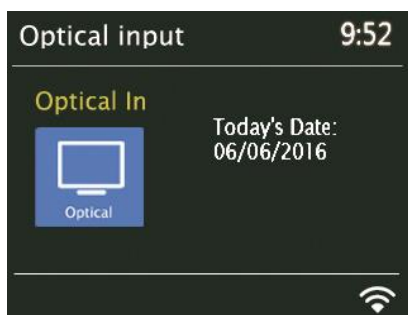 Optical input 9:52
Optical In
Today's Date:
06/06/2016
Optical